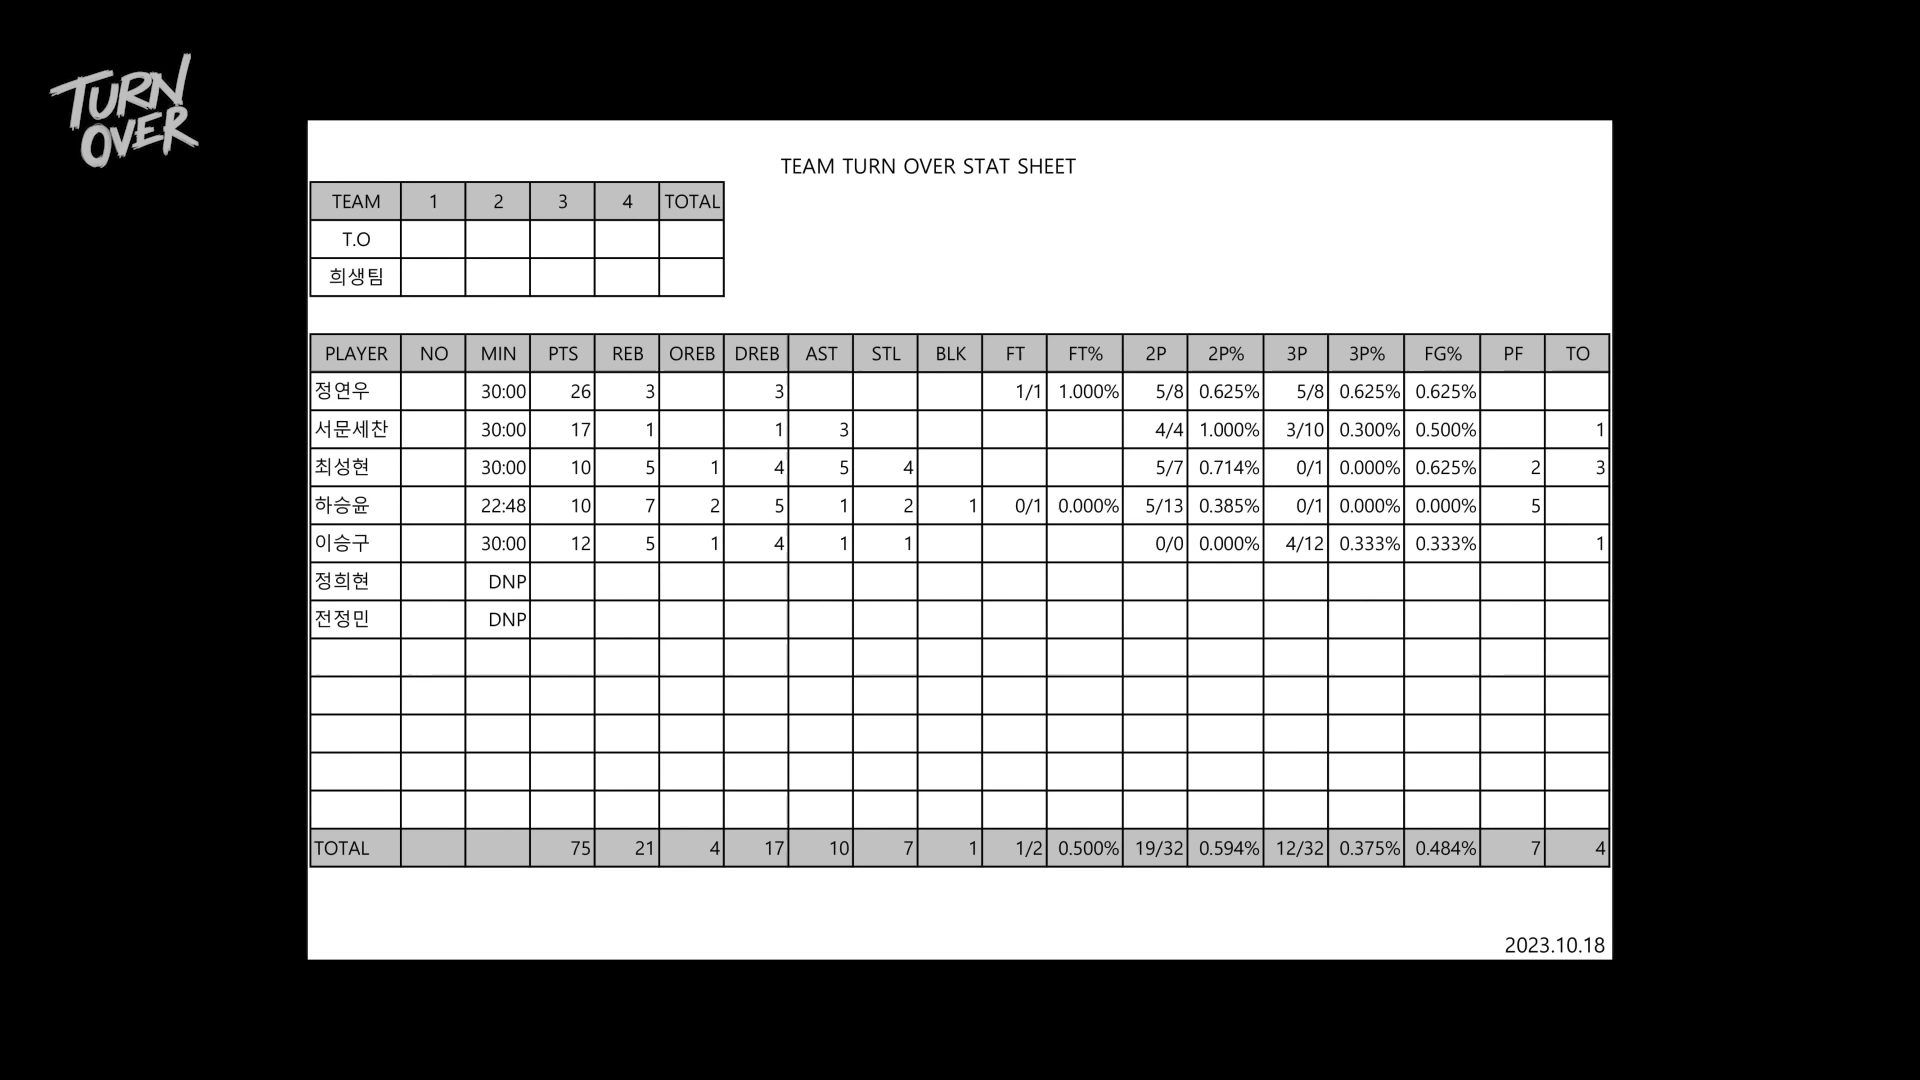 TURN
OVER
TEAM TURN OVER STAT SHEET
TEAM 1 2 3 4 TOTAL
T.O
희생팀
PLAYER NO MIN PTS REB OREB DREB AST STL BLK FT FT% 2P 2P% 3P 3P% FG% PF TO
정연우 30:00 26 3 3 1/1 1.000% 5/8 0.625% 5/8 0.625% 0.625%
서문세찬 30:00 17 1 1 3 4/4 1.000% 3/10 0.300% 0.500% 1
최성현 30:00 10 5 1 4 5 4 5/7 0.714% 0/1 0.000% 0.625% 2 3
하승윤 22:48 10 7 2 5 1 2 1 0/1 0.000% 5/13 0.385% 0/1 0.000% 0.000% 5
이승구 30:00 12 5 1 4 1 1 0/0 0.000% 4/12 0.333% 0.333% 1
정희현 DNP
전정민 DNP
TOTAL 75 21 4 17 10 7 1 1/2 0.500% 19/32 0.594% 12/32 0.375% 0.484% 7 4
2023.10.18